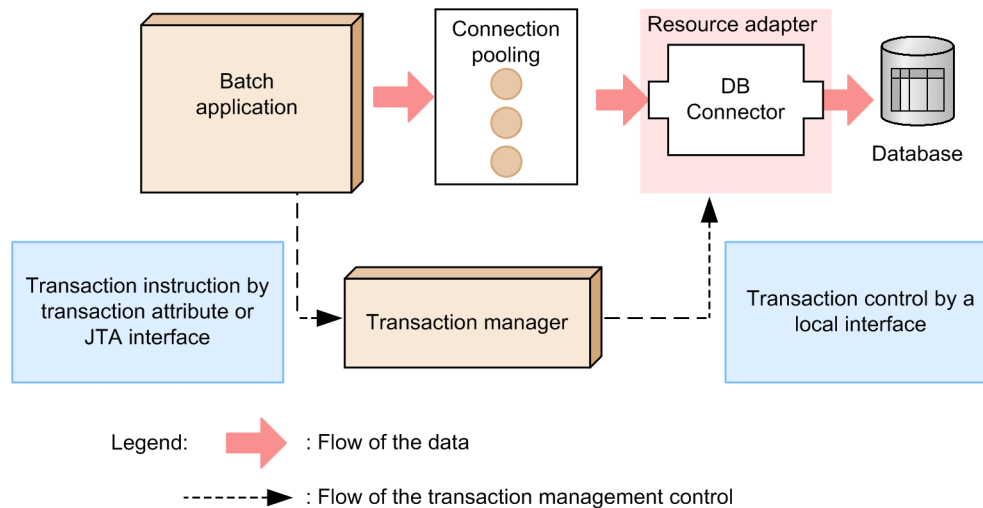 Batch
application
Connection
pooling
Resource adapter
DB
Connector
Database
Transaction instruction by
transaction attribute or
JTA interface
Transaction manager
Transaction control by a
local interface
Legend:
: Flow of the data
: Flow of the transaction management control